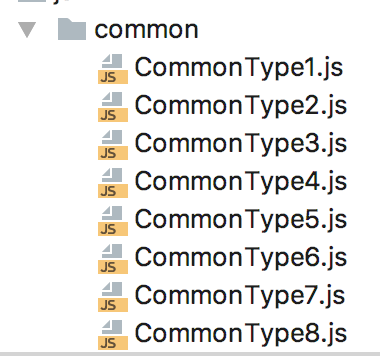 common
JS CommonType1.js
JS CommonType2.js
JS CommonType3.js
JS CommonType4.js
JS CommonType5.js
JS CommonType6.js
JS CommonType7.js
JS CommonType8.js